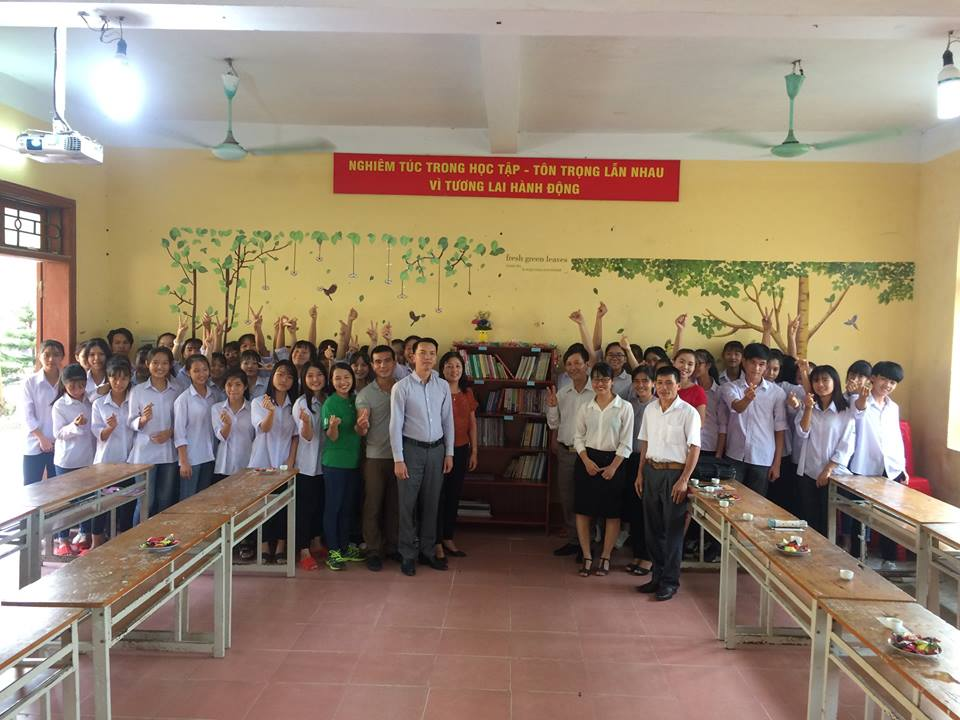 NGHIÊM TÚC TRONG HỌC TẬP - TÔN TRỌNG LẪN NHAU
VÌ TƯƠNG LAI HÀNH ĐỘNG
fresh green leaves